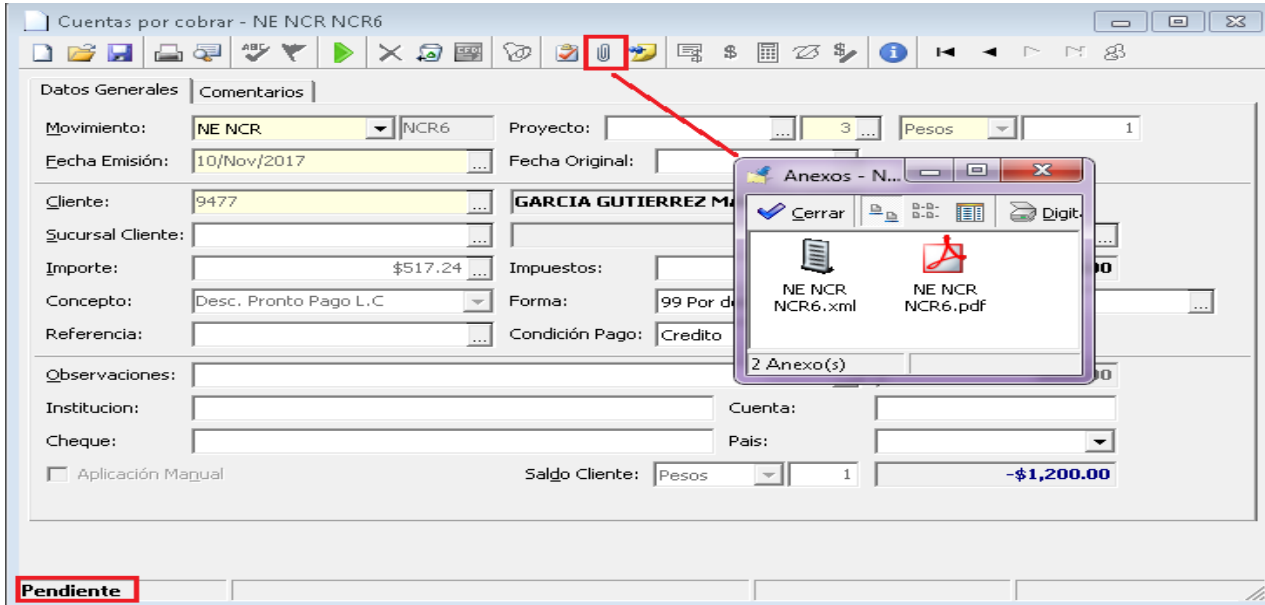 Cuentas por cobrar - NE NCR NCR6
Datos Generales Comentarios
Movimiento: NE NCR NCR6 Proyecto: ... 3 ... Pesos 1
Fecha Emisión: 10/Nov/2017 ... Fecha Original:
Anexos - N...
Cliente: 9477 ... GARCIA GUTIERREZ
Cerrar
Sucursal Cliente: ... ...
Importe: $517.24 ... Impuestos:
NE NCR NCR6.xml
NE NCR NCR6.pdf
Concepto: Desc. Pronto Pago L.C Forma: 99 Por ...
Referencia: ... Condición Pago: Credito
2 Anexo(s)
Observaciones:
Institucion: Cuenta:
Cheque: Pais:
Aplicación Manual Saldo Cliente: Pesos 1 -$1,200.00
Pendiente